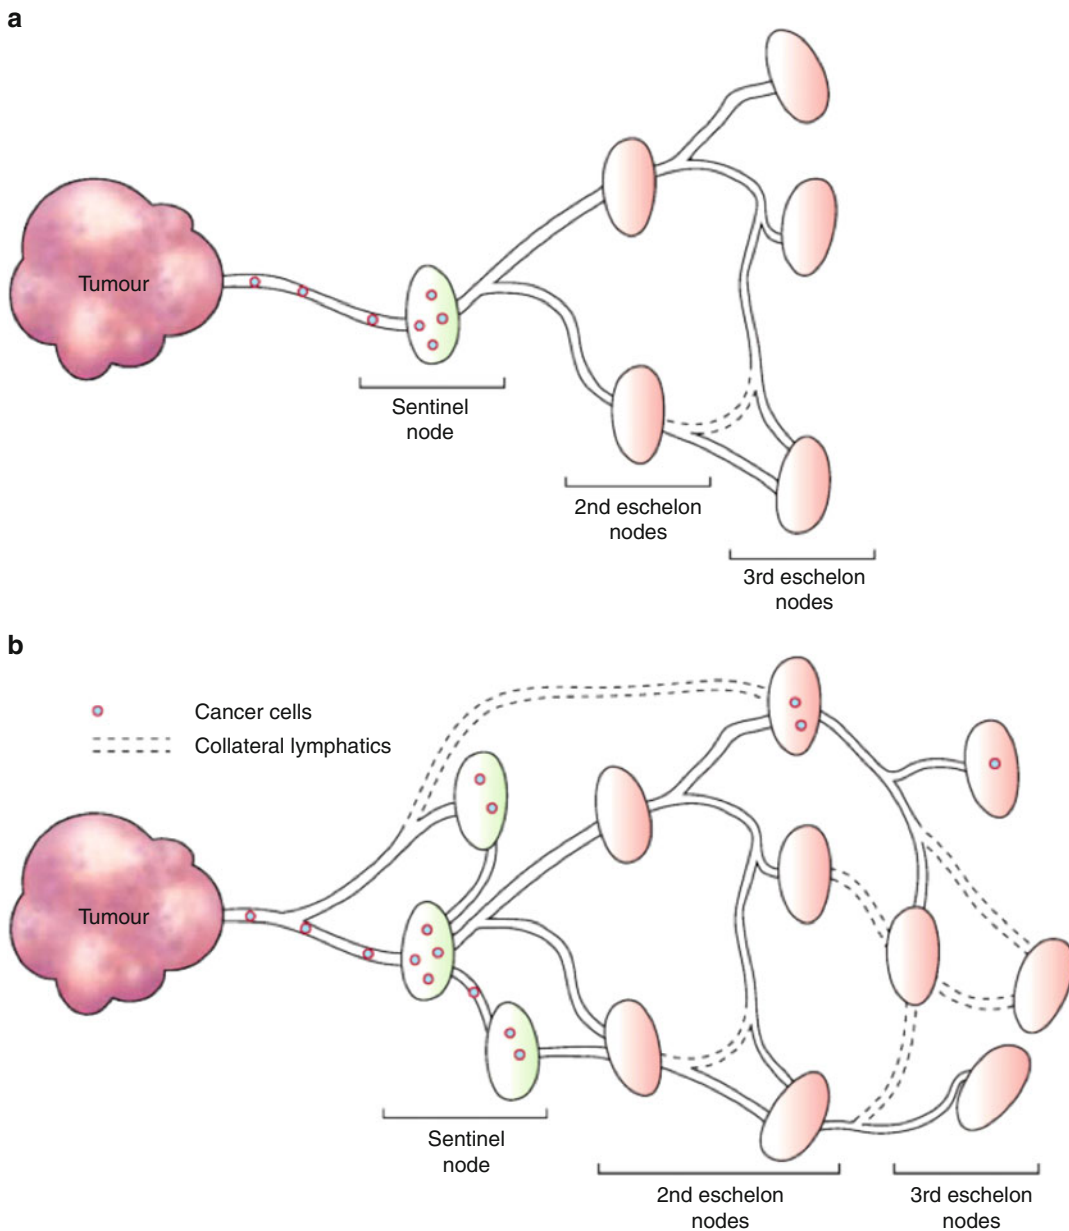 a
Tumour
Sentinel
node
2nd eschelon
nodes
3rd eschelon
nodes
b
Cancer cells
Collateral lymphatics
Tumour
Sentinel
node
2nd eschelon
nodes
3rd eschelon
nodes